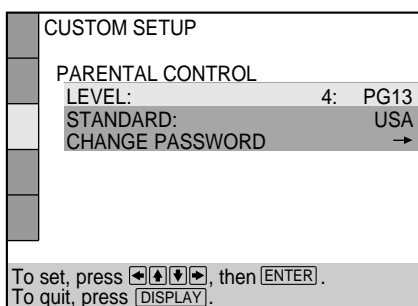 CUSTOM SETUP
PARENTAL CONTROL
LEVEL: 4: PG13
STANDARD: USA
CHANGE PASSWORD →
To set, press ←↑↓→, then ENTER.
To quit, press DISPLAY.